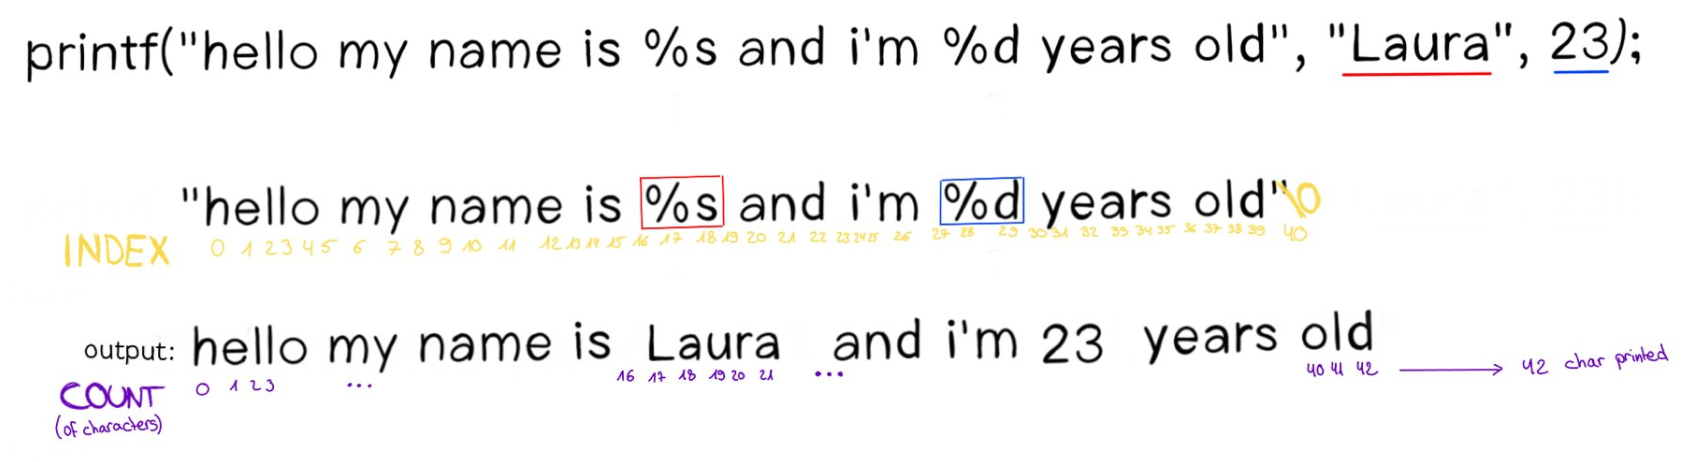 printf("hello my name is %s and i'm %d years old", "Laura", 23);
"hello my name is %s and i'm %d years old"\0
INDEX 0 1 2 3 4 5 6 7 8 9 10 11 12 13 14 15 16 17 18 19 20 21 22 23 24 25 26 27 28 29 30 31 32 33 34 35 36 37 38 39 40
output: hello my name is Laura ...and i'm 23 years old
COUNT 0 1 2 3 ... 16 17 18 19 20 21 40 41 42 → 42 char printed
(of characters)